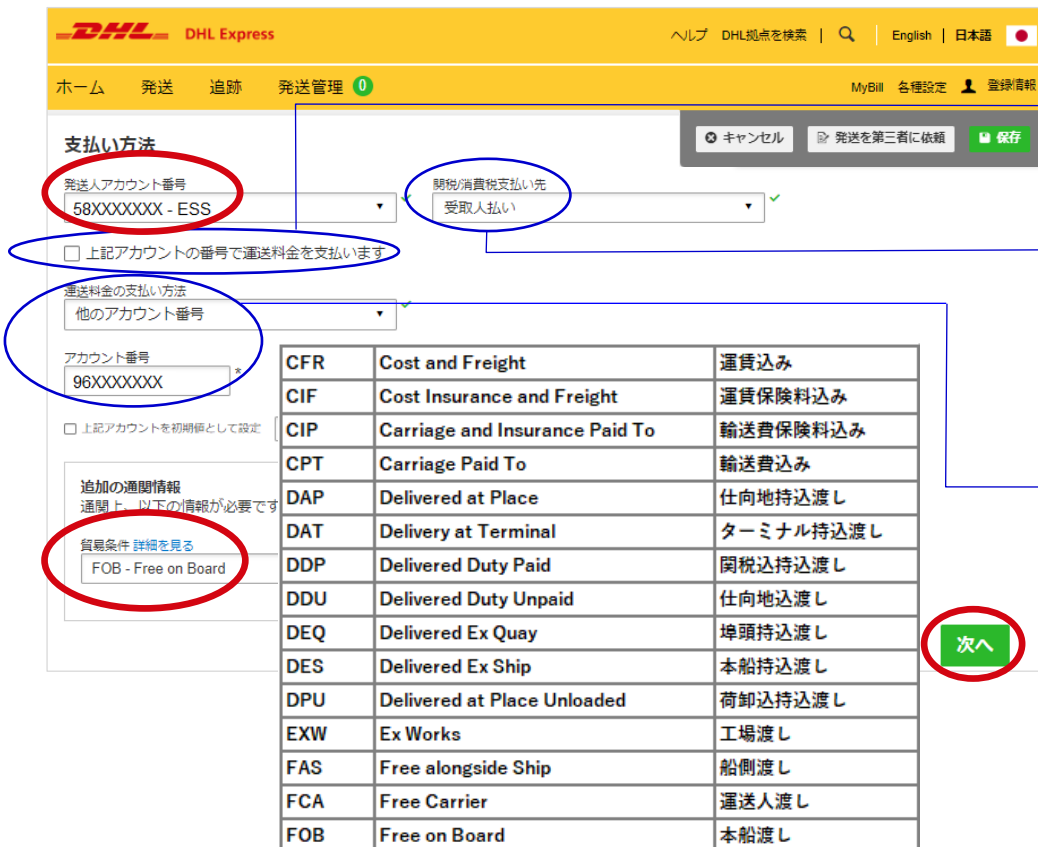 DHL DHL Express
ヘルプ DHL拠点を検索 | English | 日本語
ホーム 発送 追跡 発送管理 0
MyBill 各種設定 登録情報
支払い方法
キャンセル 発送を第三者に依頼 保存
発送人アカウント番号 関税/消費税支払い先
58XXXXXXX - ESS 受取人払い
上記アカウントの番号で運送料金を支払います
運送料金の支払い方法
他のアカウント番号
アカウント番号
96XXXXXXX *
上記アカウントを初期値として設定
追加の通関情報
通関上、以下の情報が必要です
貿易条件 詳細を見る
FOB - Free on Board
CFR Cost and Freight 運賃込み
CIF Cost Insurance and Freight 運賃保険料込み
CIP Carriage and Insurance Paid To 輸送費保険料込み
CPT Carriage Paid To 輸送費込み
DAP Delivered at Place 仕向地持込渡し
DAT Delivery at Terminal ターミナル持込渡し
DDP Delivered Duty Paid 関税込持込渡し
DDU Delivered Duty Unpaid 仕向地込渡し
DEQ Delivered Ex Quay 埠頭持込渡し
DES Delivered Ex Ship 本船持込渡し
DPU Delivered at Place Unloaded 荷卸込持込渡し
EXW Ex Works 工場渡し
FAS Free alongside Ship 船側渡し
FCA Free Carrier 運送人渡し
FOB Free on Board 本船渡し
次へ